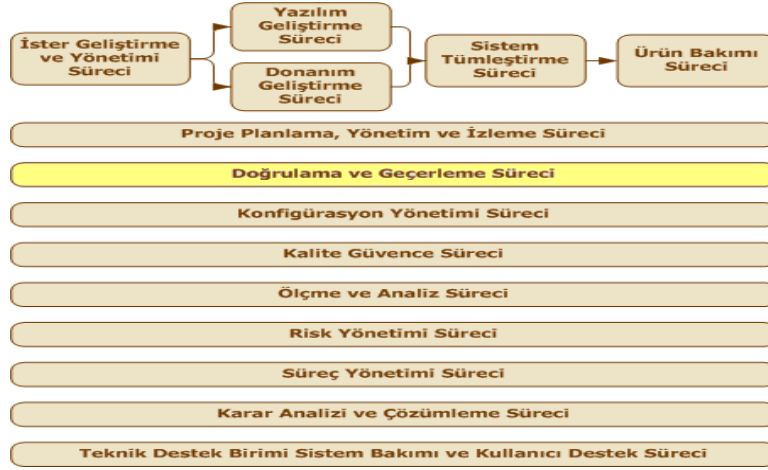 İster Geliştirme
ve Yönetimi
Süreci
Yazılım
Geliştirme
Süreci
Donanım
Geliştirme
Süreci
Sistem
Tümleştirme
Süreci
Ürün Bakımı
Süreci
Proje Planlama, Yönetim ve İzleme Süreci
Doğrulama ve Geçerleme Süreci
Konfigürasyon Yönetimi Süreci
Kalite Güvence Süreci
Ölçme ve Analiz Süreci
Risk Yönetimi Süreci
Süreç Yönetimi Süreci
Karar Analizi ve Çözümleme Süreci
Teknik Destek Birimi Sistem Bakımı ve Kullanıcı Destek Süreci